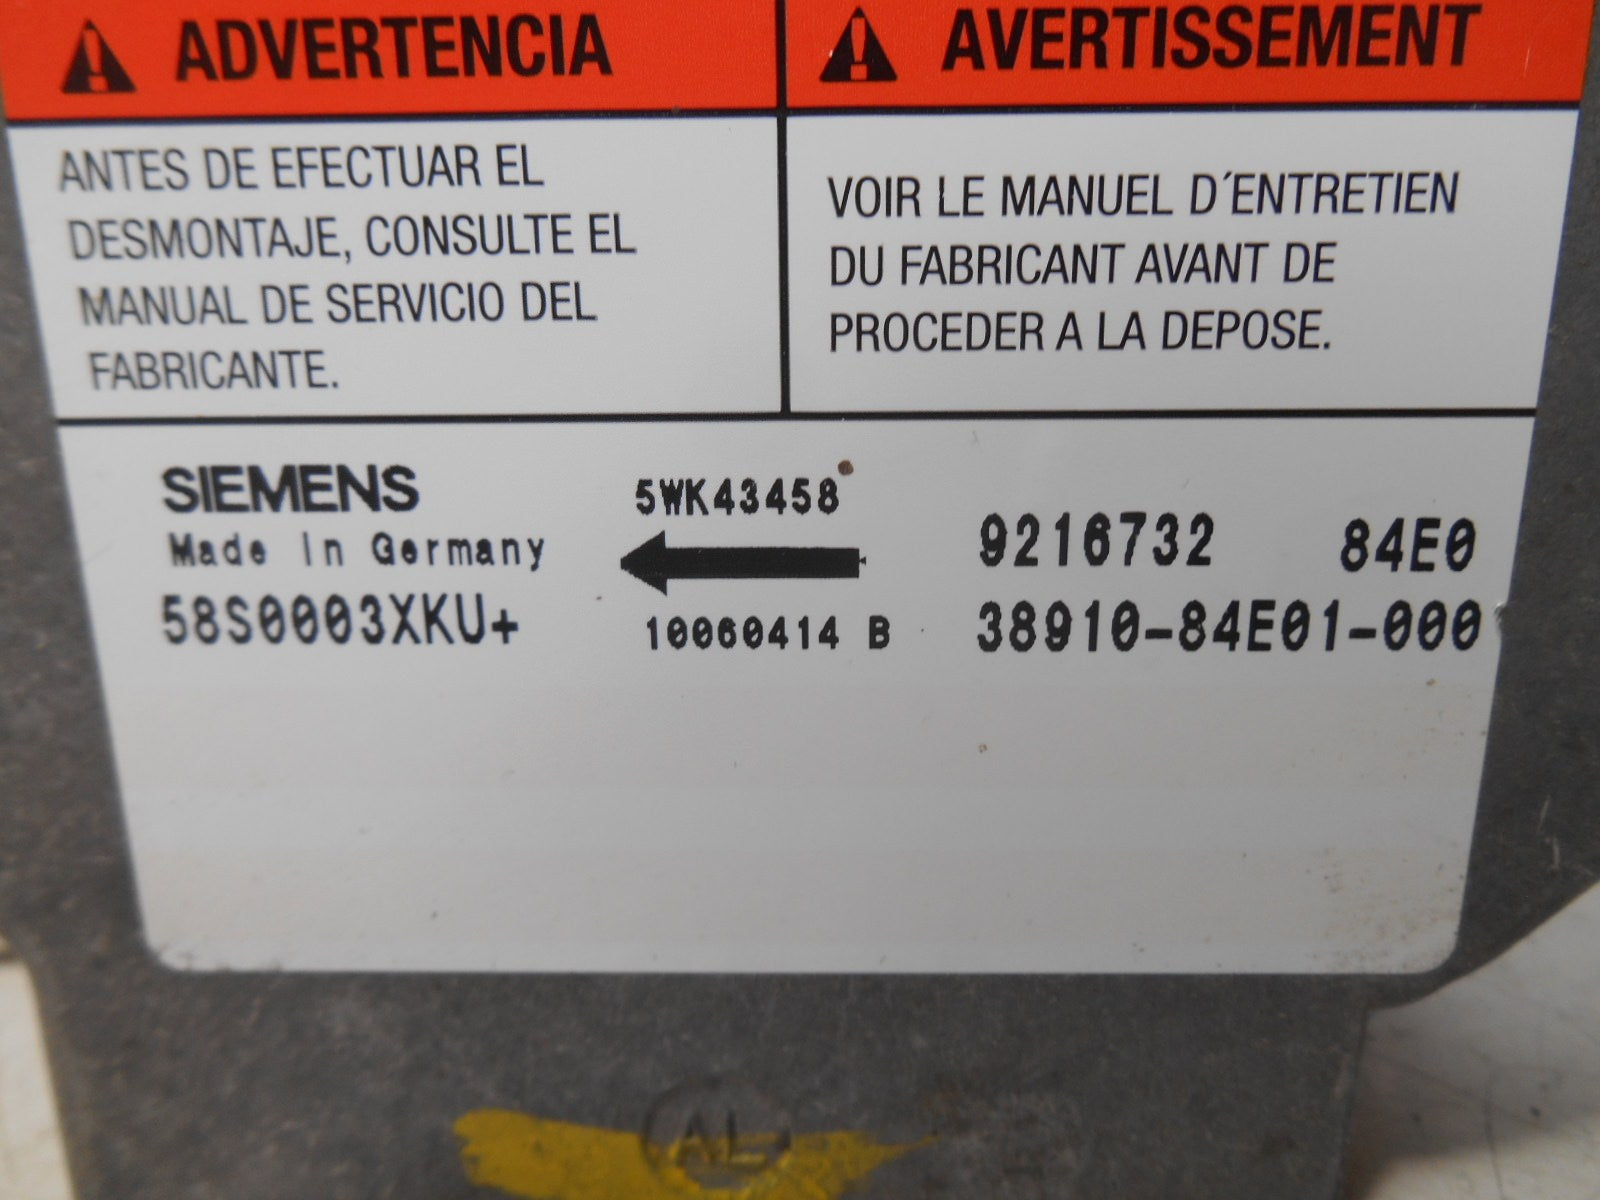 ADVERTENCIA
AVERTISSEMENT
ANTES DE EFECTUAR EL
DESMONTAJE, CONSULTE EL
MANUAL DE SERVICIO DEL
FABRICANTE.
VOIR LE MANUEL D´ENTRETIEN
DU FABRICANT AVANT DE
PROCEDER A LA DEPOSE.
SIEMENS
Made in Germany
58S0003XKU+
5WK43458
10060414 B
9216732 84E0
38910-84E01-000
AL